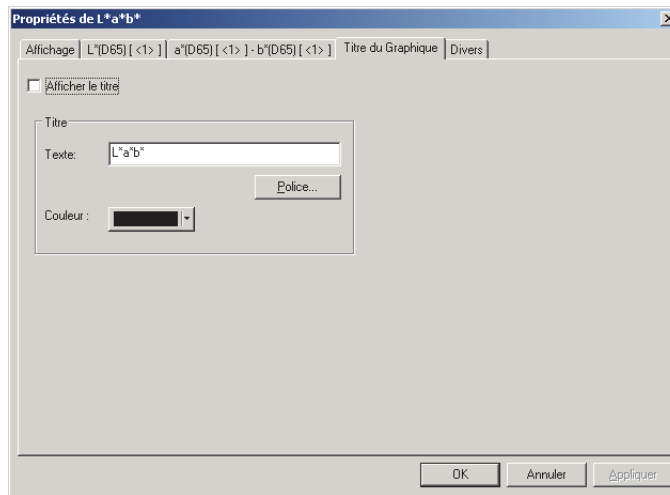 Propriétés de L*a*b*
Affichage L*(D65) [ <1> ] a*(D65) [ <1> ] - b*(D65) [ <1> ] Titre du Graphique Divers
Afficher le titre
Titre
Texte: L*a*b*
Police...
Couleur :
OK Annuler Appliquer